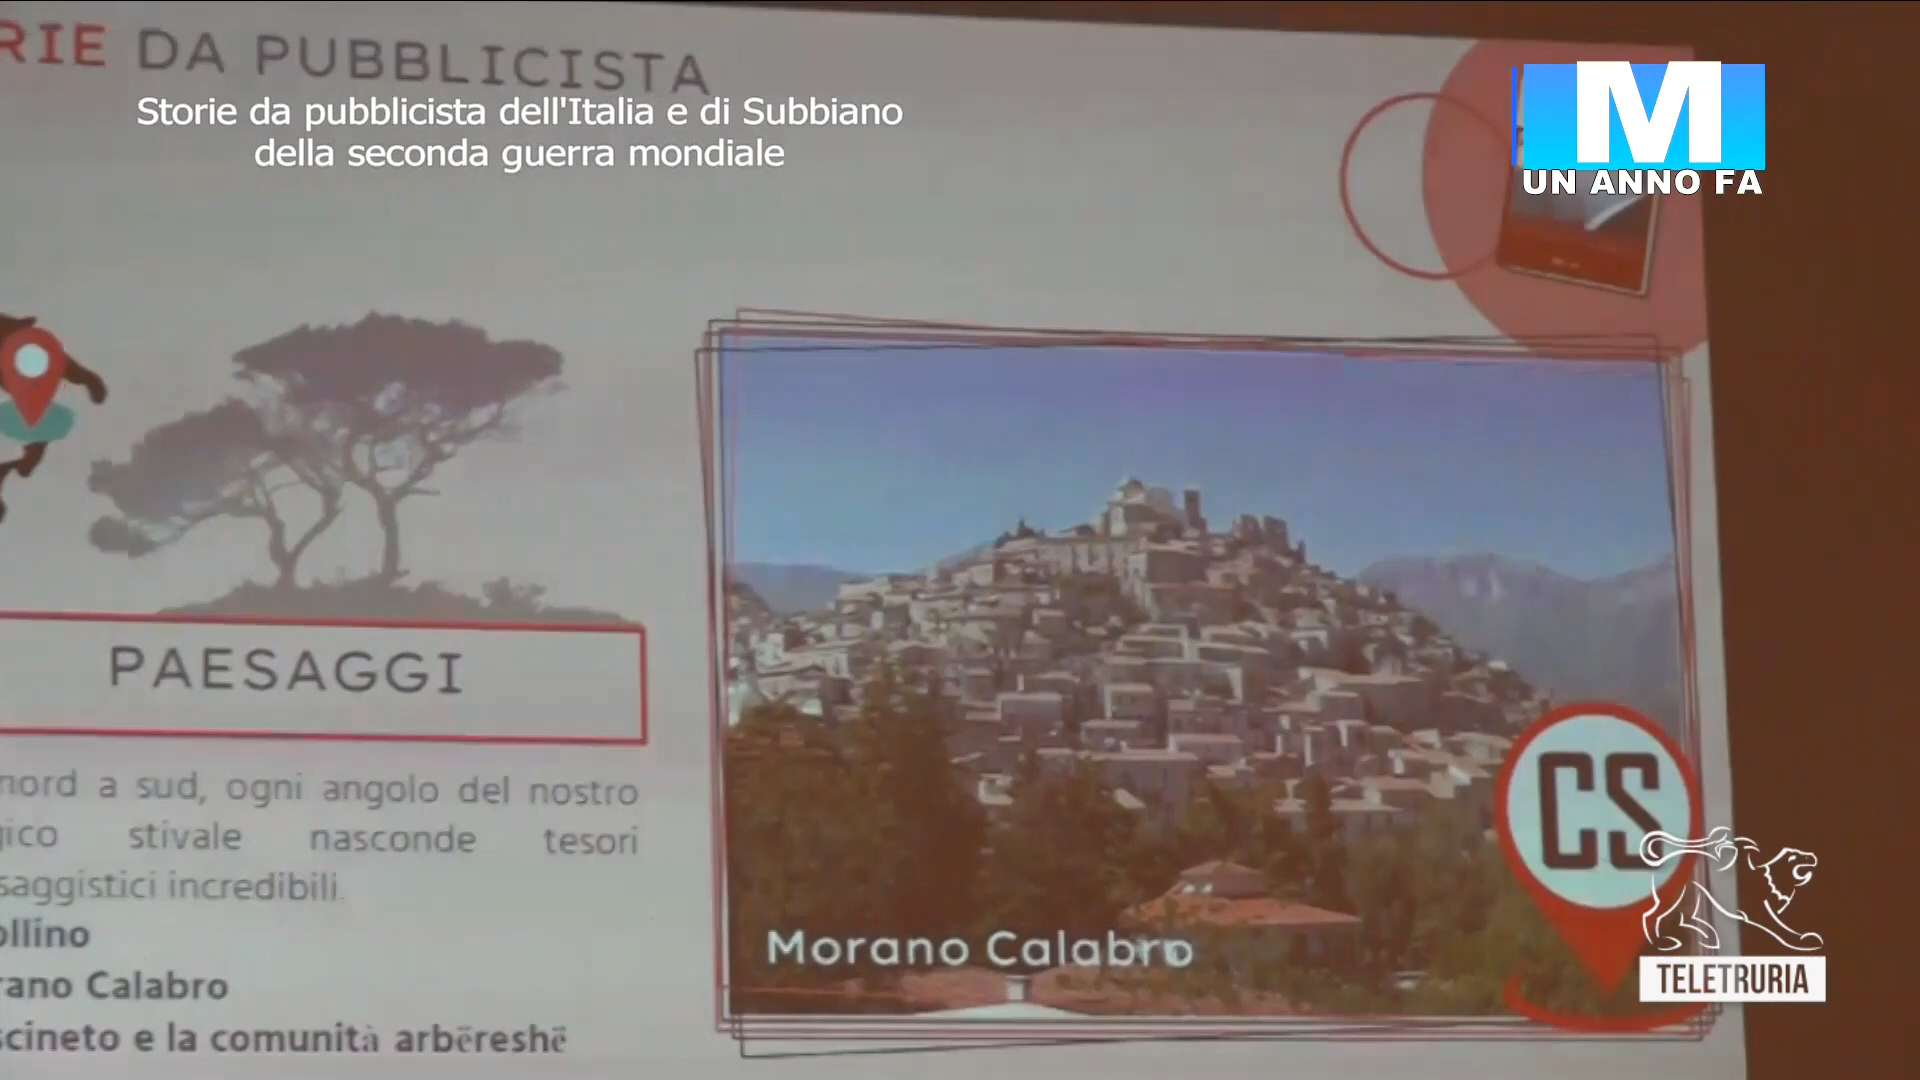 RIE DA PUBBLICISTA
Storie da pubblicista dell'Italia e di Subbiano
della seconda guerra mondiale
M
UN ANNO FA
PAESAGGI
nord a sud, ogni angolo del nostro
gico stivale nasconde tesori
saggistici incredibili.
ollino
rano Calabro
scineto e la comunità arbëreshë
Morano Calabro
CS
TELETRURIA